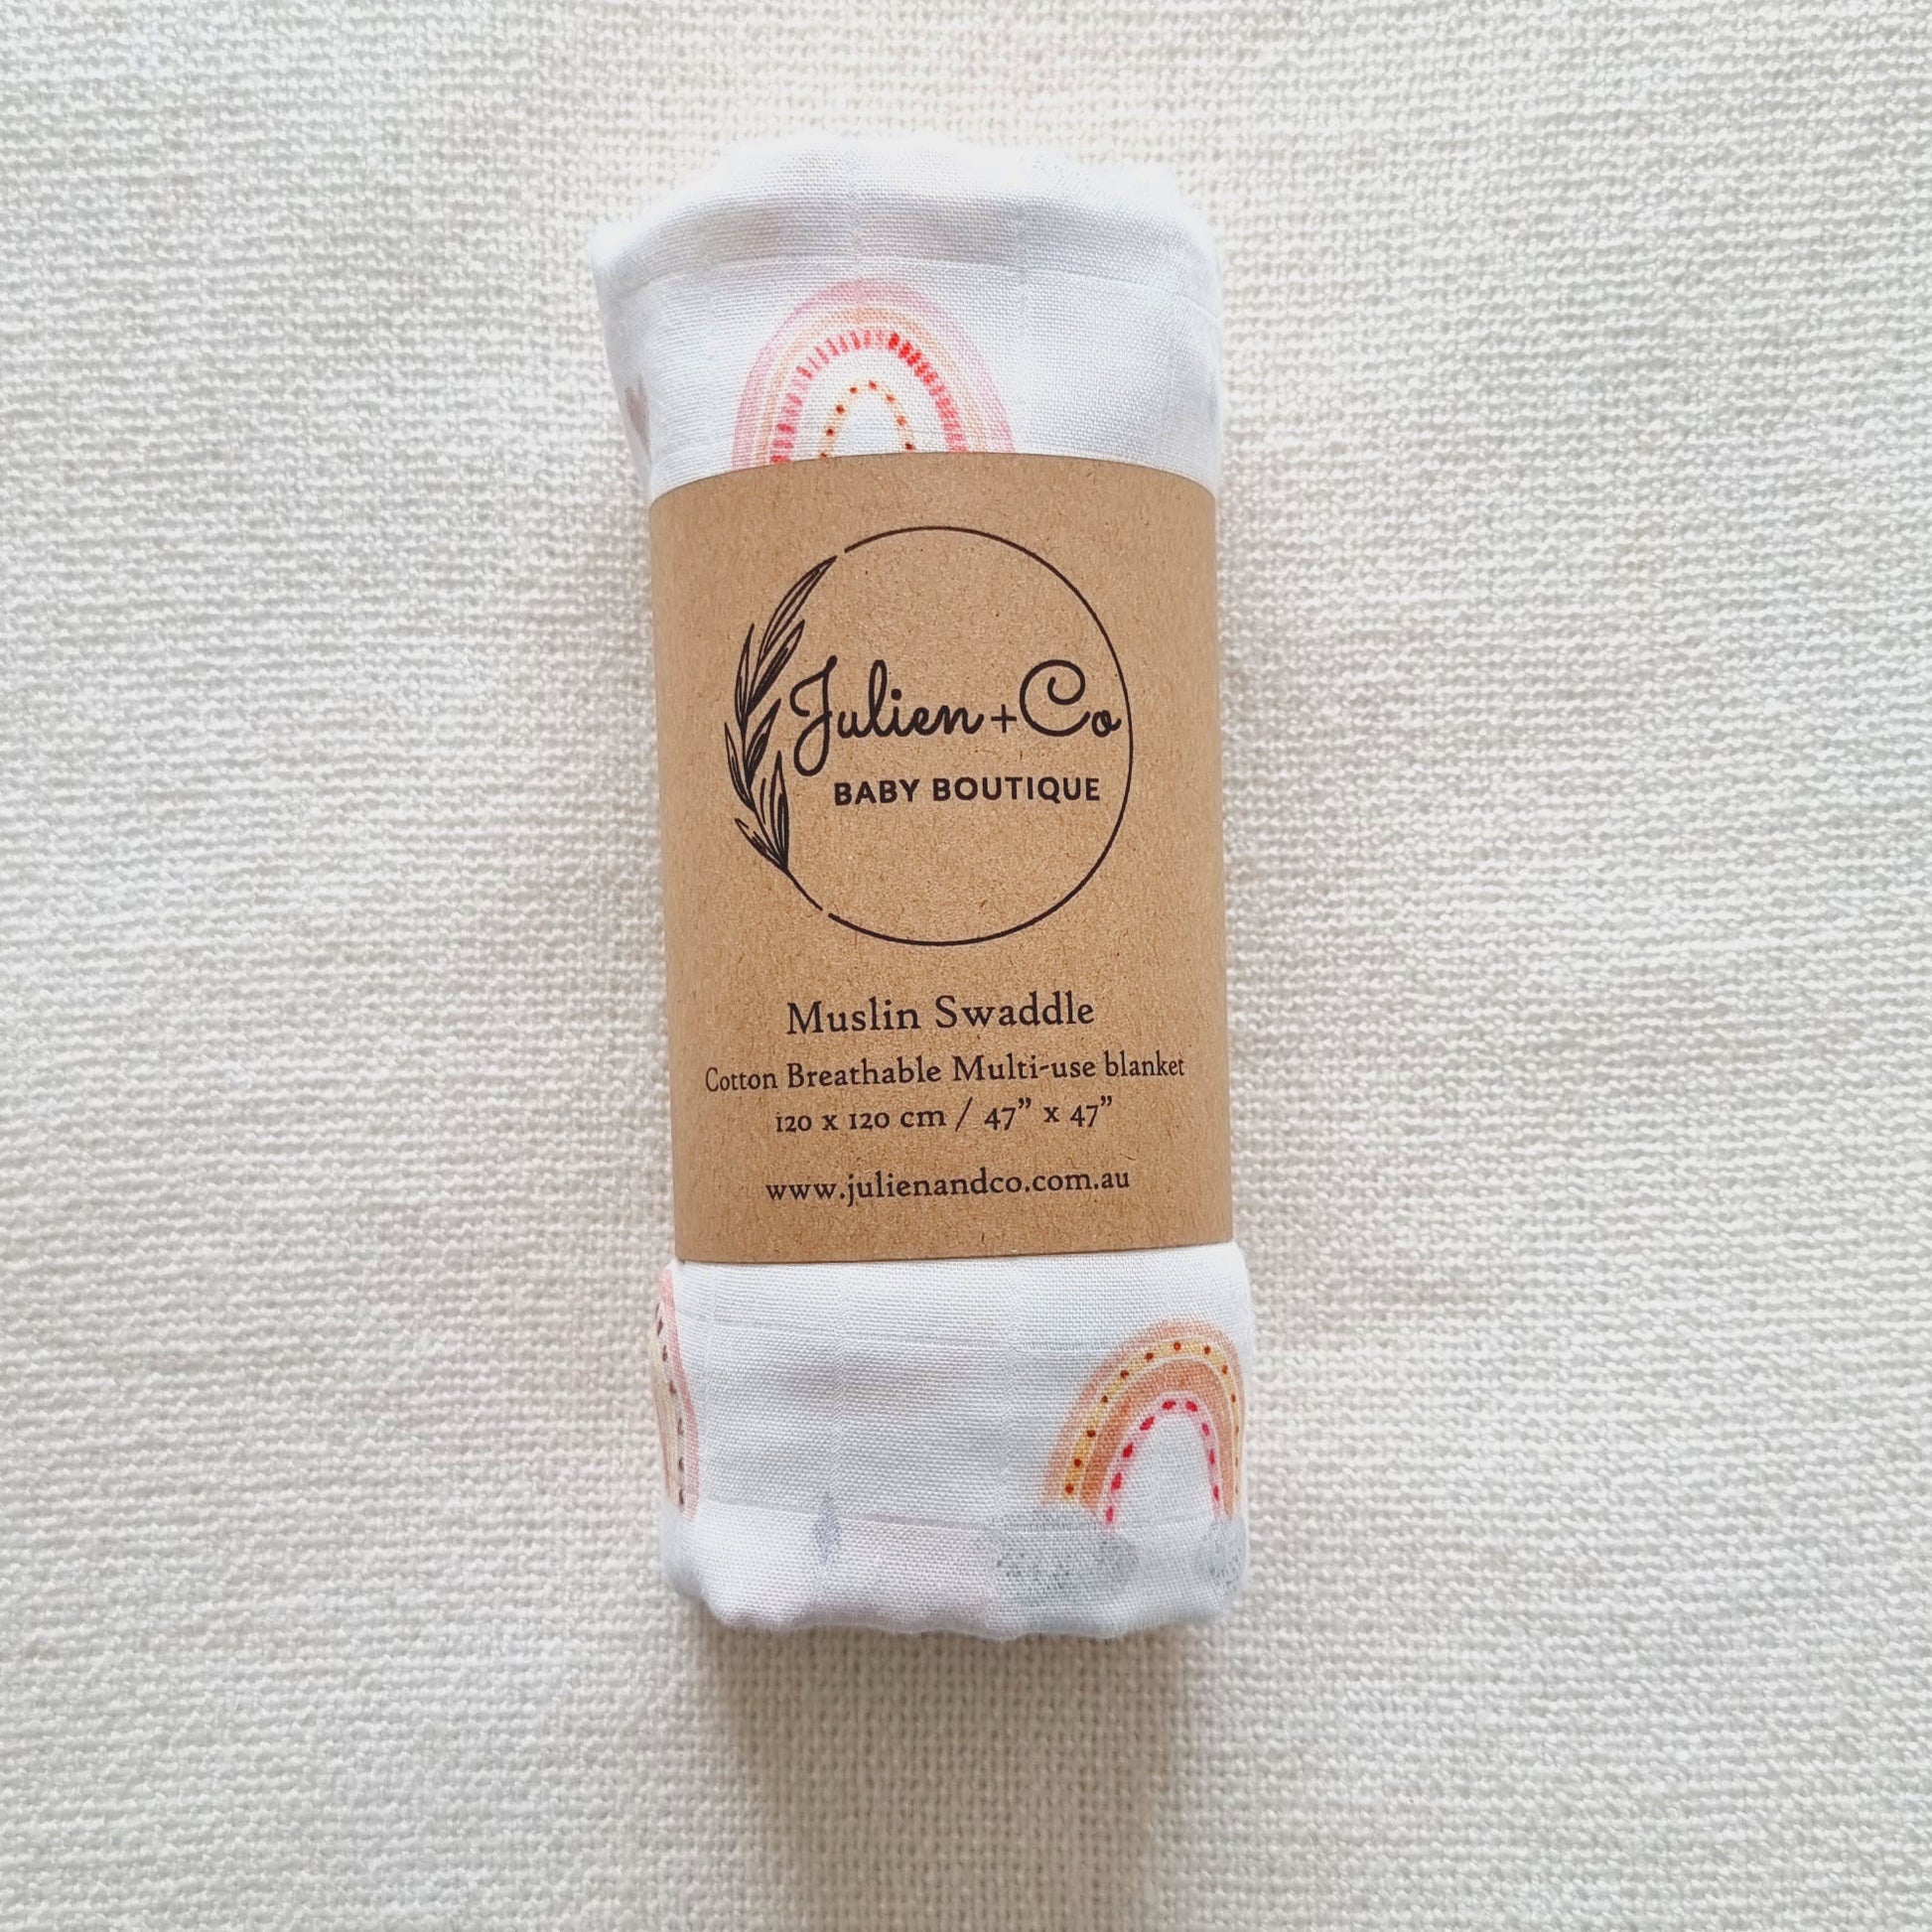 Julien + Co
BABY BOUTIQUE
Muslin Swaddle
Cotton Breathable Multi-use blanket
120 x 120 cm / 47” x 47”
www.julienandco.com.au